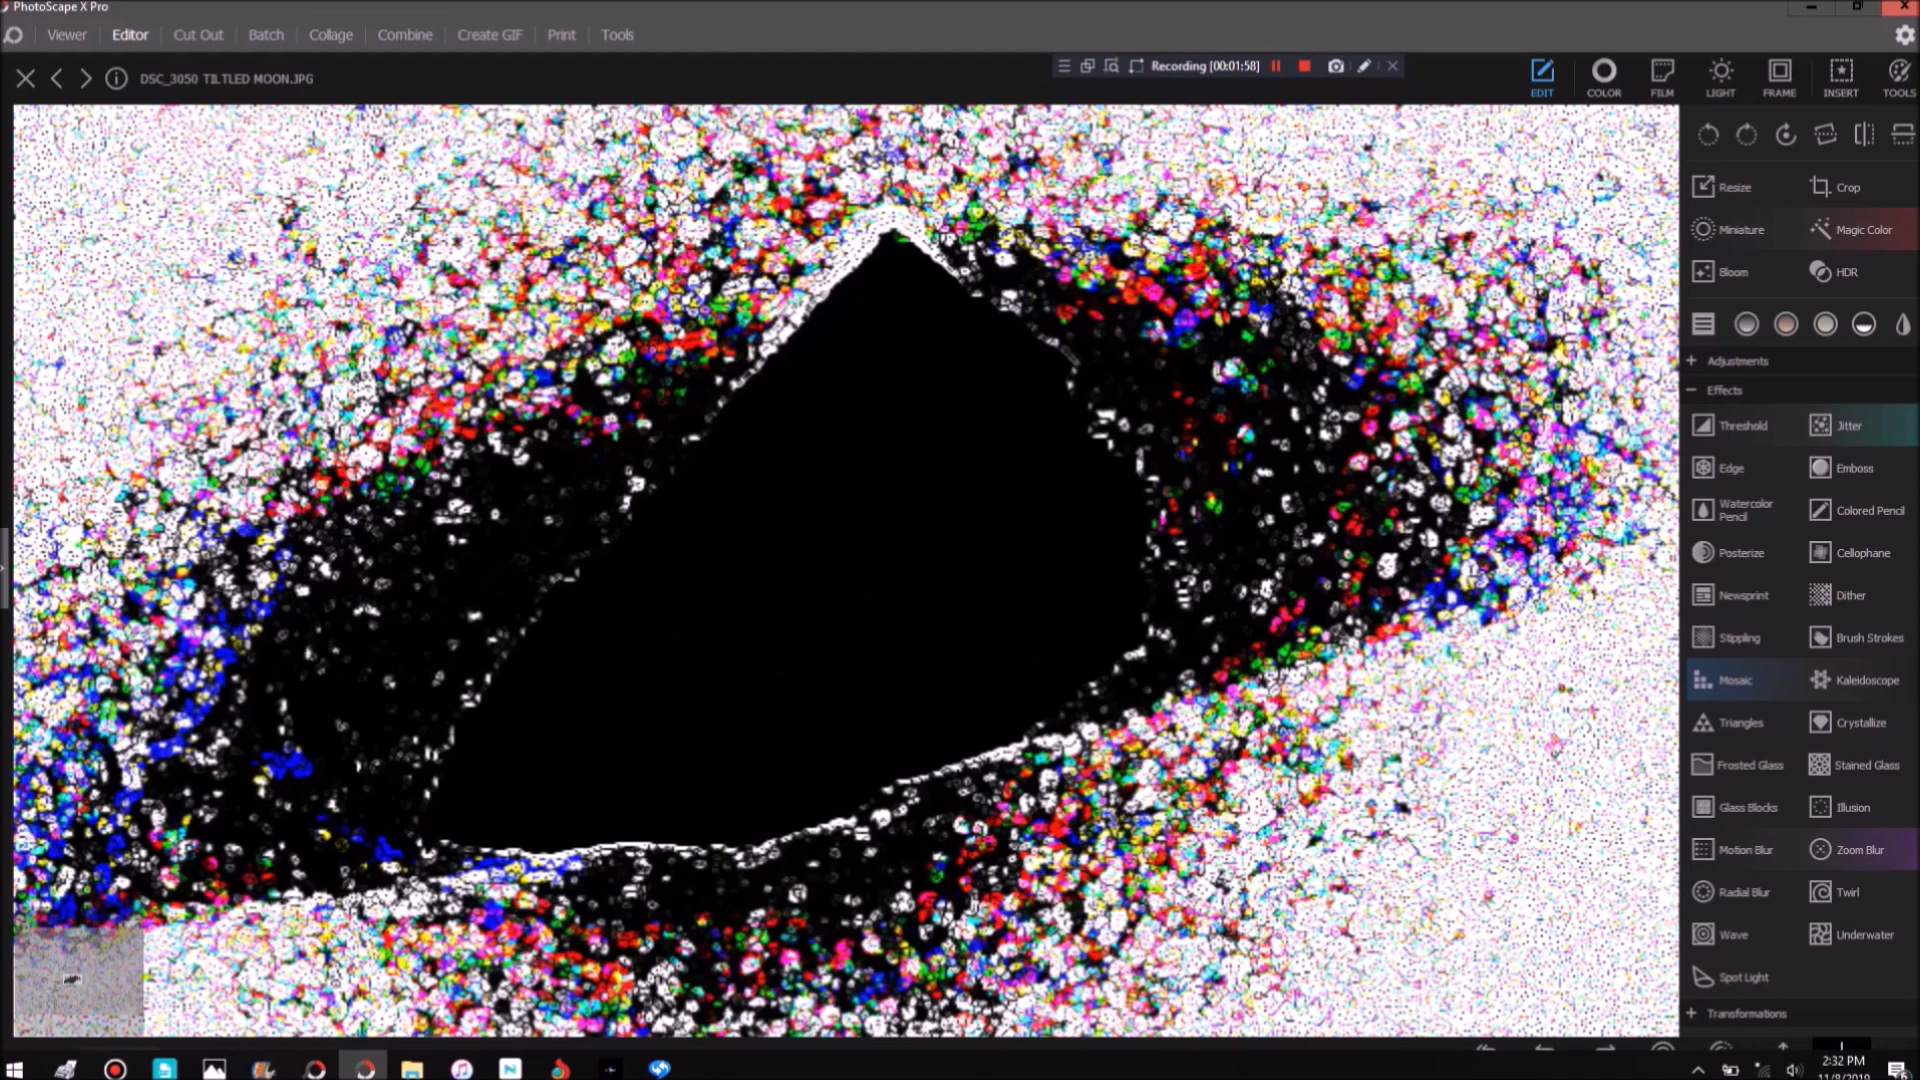 PhotoScape X Pro
Viewer Editor Cut Out Batch Collage Combine Create GIF Print Tools
DSC_3050 TILTLED MOON.JPG
Recording [00:01:58]
EDIT COLOR FILM LIGHT FRAME INSERT TOOLS
Resize Crop
Miniature Magic Color
Bloom HDR
Adjustments
Effects
Threshold Jitter
Edge Emboss
Watercolor Pencil Colored Pencil
Posterize Cellophane
Newsprint Dither
Stippling Brush Strokes
Mosaic Kaleidoscope
Triangles Crystallize
Frosted Glass Stained Glass
Glass Blocks Illusion
Motion Blur Zoom Blur
Radial Blur Twirl
Wave Underwater
Spot Light
Transformations
2:32 PM
11/8/2019